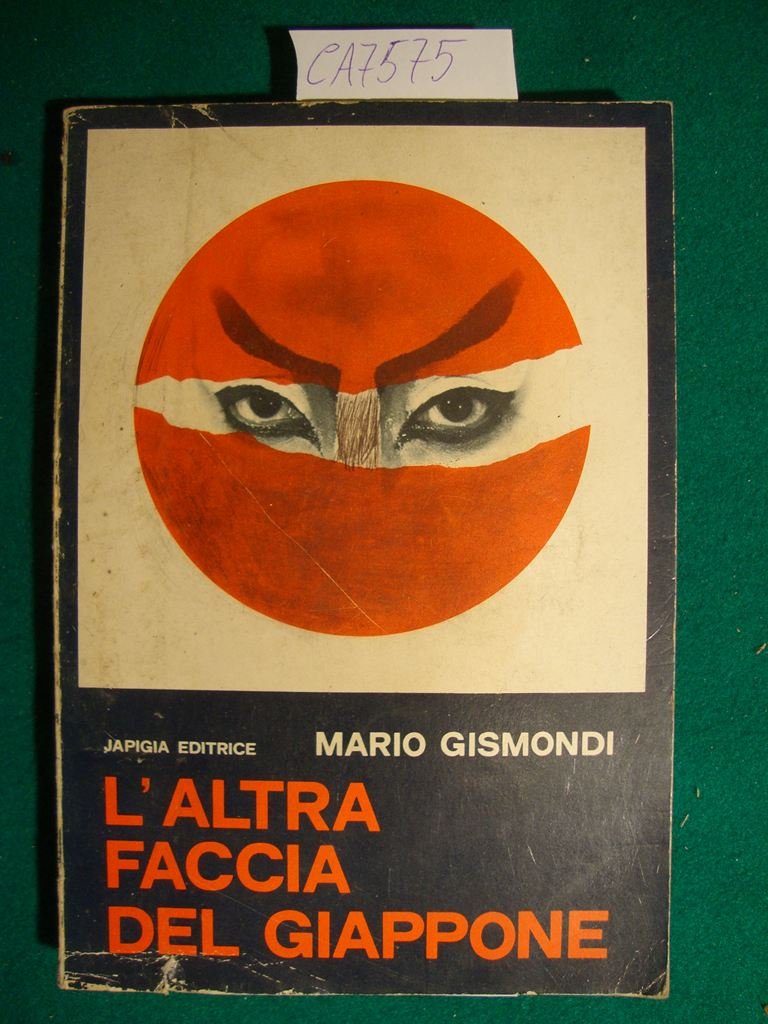 CA7575
JAPIGIA EDITRICE
MARIO GISMONDI
L'ALTRA
FACCIA
DEL GIAPPONE